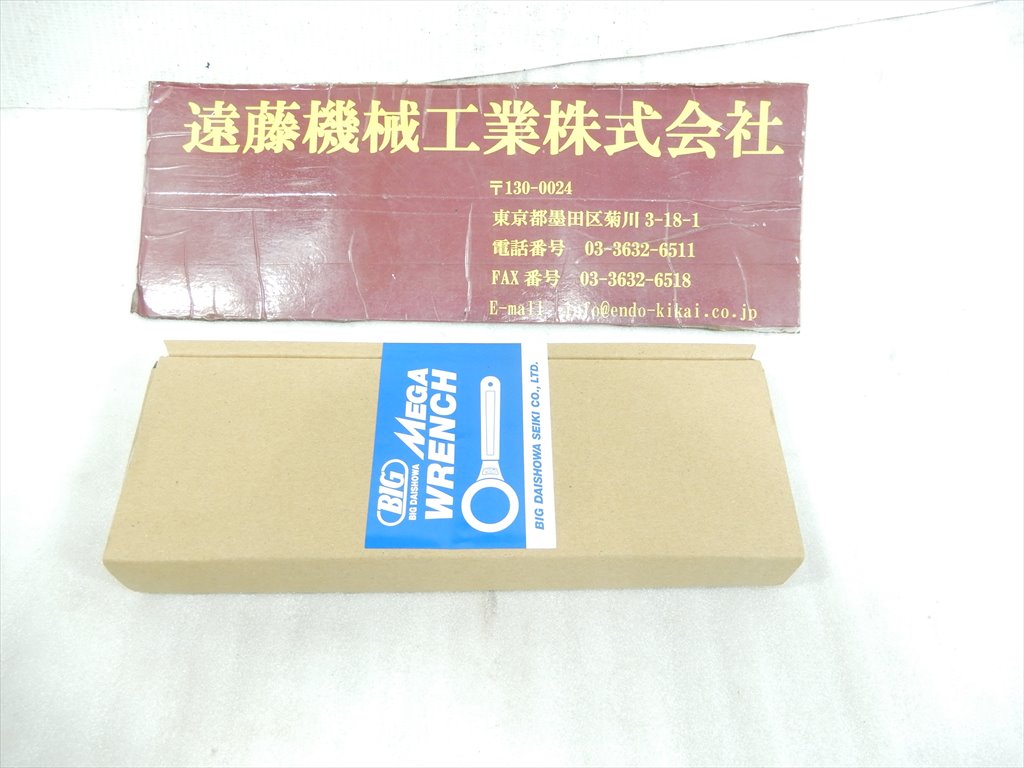 遠藤機械工業株式会社
〒130-0024
東京都墨田区菊川 3-18-1
電話番号 03-3632-6511
FAX 番号 03-3632-6518
E-mail info@endo-kikai.co.jp
BIG
BIG DAISHOWA
MEGA
WRENCH
BIG DAISHOWA SEIKI CO., LTD.